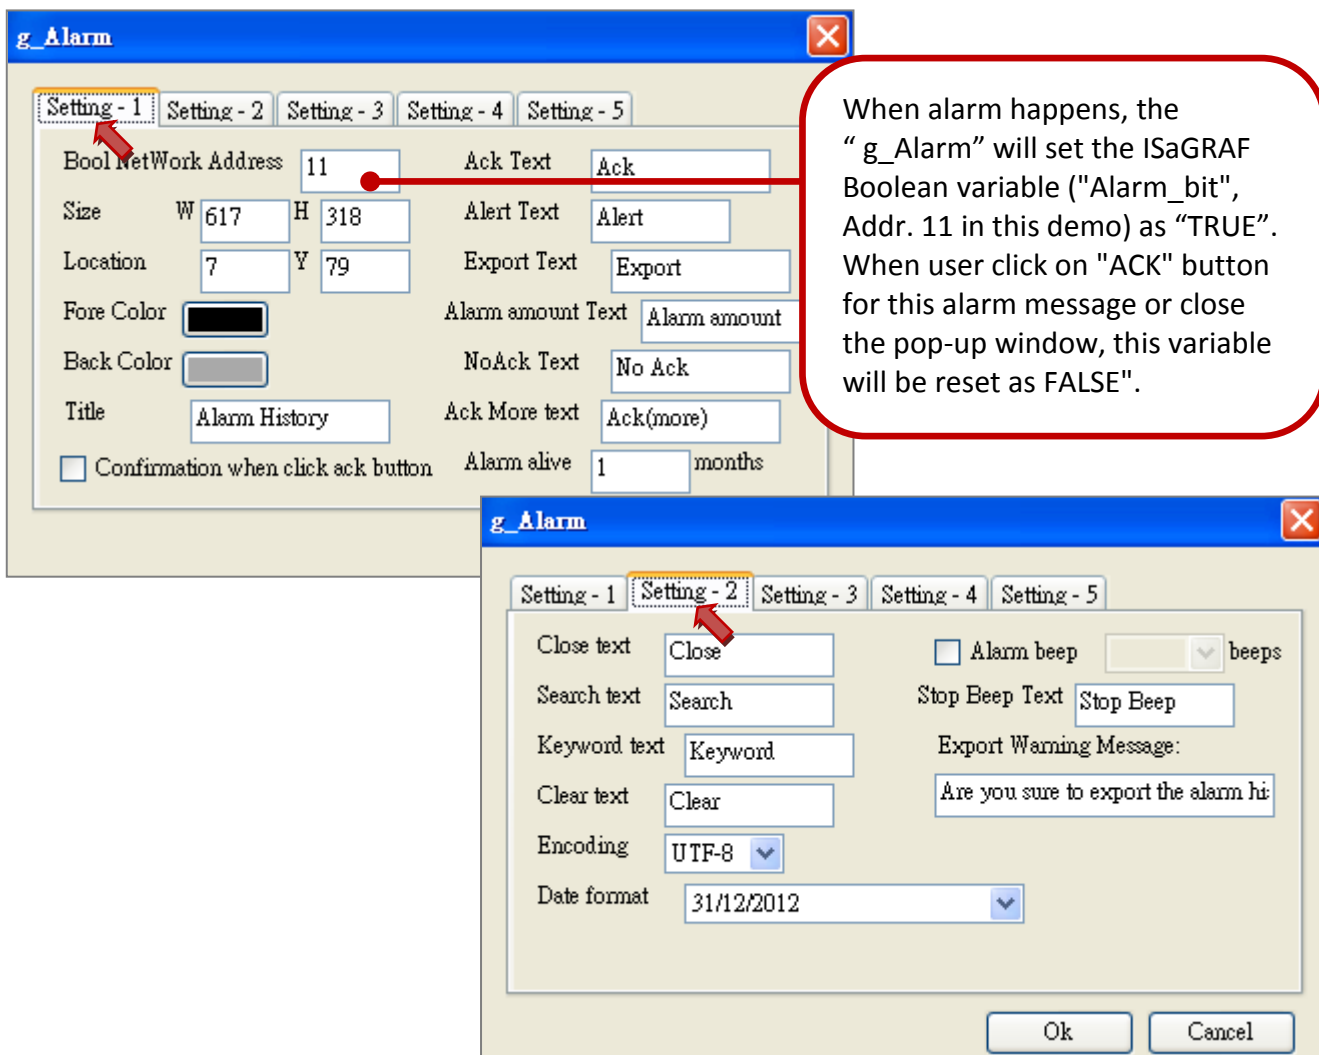 g_Alarm
Setting - 1 Setting - 2 Setting - 3 Setting - 4 Setting - 5
Bool NetWork Address 11 Ack Text Ack
Size W 617 H 318 Alert Text Alert
Location 7 Y 79 Export Text Export
Fore Color Alarm amount Text Alarm amount
Back Color NoAck Text No Ack
Title Alarm History Ack More text Ack(more)
Confirmation when click ack button Alarm alive 1 months
When alarm happens, the
“ g_Alarm” will set the ISaGRAF
Boolean variable ("Alarm_bit",
Addr. 11 in this demo) as “TRUE”.
When user click on "ACK" button
for this alarm message or close
the pop-up window, this variable
will be reset as FALSE".
g_Alarm
Setting - 1 Setting - 2 Setting - 3 Setting - 4 Setting - 5
Close text Close Alarm beep beeps
Search text Search Stop Beep Text Stop Beep
Keyword text Keyword Export Warning Message:
Clear text Clear Are you sure to export the alarm his
Encoding UTF-8
Date format 31/12/2012
Ok Cancel